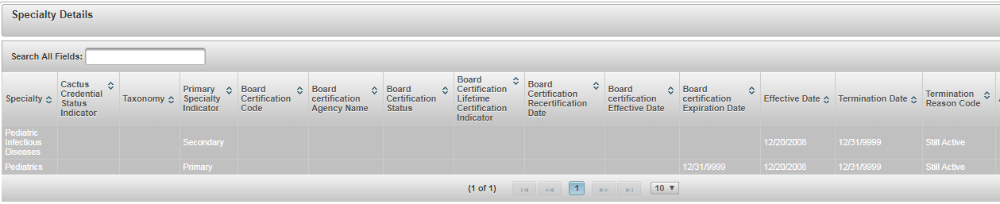 Specialty Details
Search All Fields:
Specialty
Cactus
Credential
Status
Indicator
Taxonomy
Primary
Specialty
Indicator
Board
Certification
Code
Board
certification
Agency Name
Board
Certification
Status
Board
Certification
Lifetime
Certification
Indicator
Board
Certification
Recertification
Date
Board
certification
Effective Date
Board
certification
Expiration Date
Effective Date
Termination Date
Termination
Reason Code
Pediatric
Infectious
Diseases
Secondary
12/20/2008
12/31/9999
Still Active
Pediatrics
Primary
12/31/9999
12/20/2008
12/31/9999
Still Active
(1 of 1)
1
10